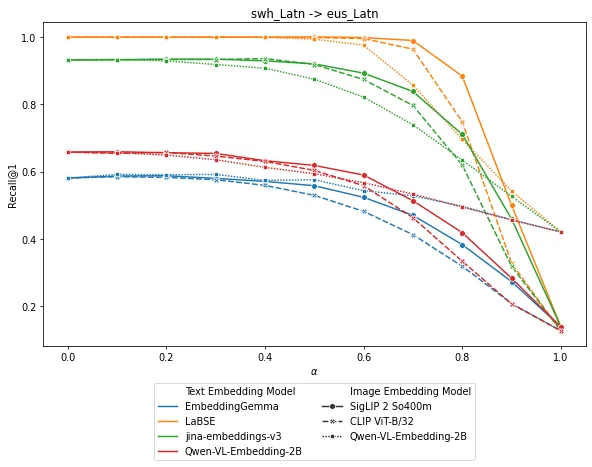 swh_Latn -> eus_Latn
Recall@1
1.0
0.8
0.6
0.4
0.2
0.0
0.2
0.4
0.6
0.8
1.0
α
Text Embedding Model
EmbeddingGemma
LaBSE
jina-embeddings-v3
Qwen-VL-Embedding-2B
Image Embedding Model
SigLIP 2 So400m
CLIP ViT-B/32
Qwen-VL-Embedding-2B